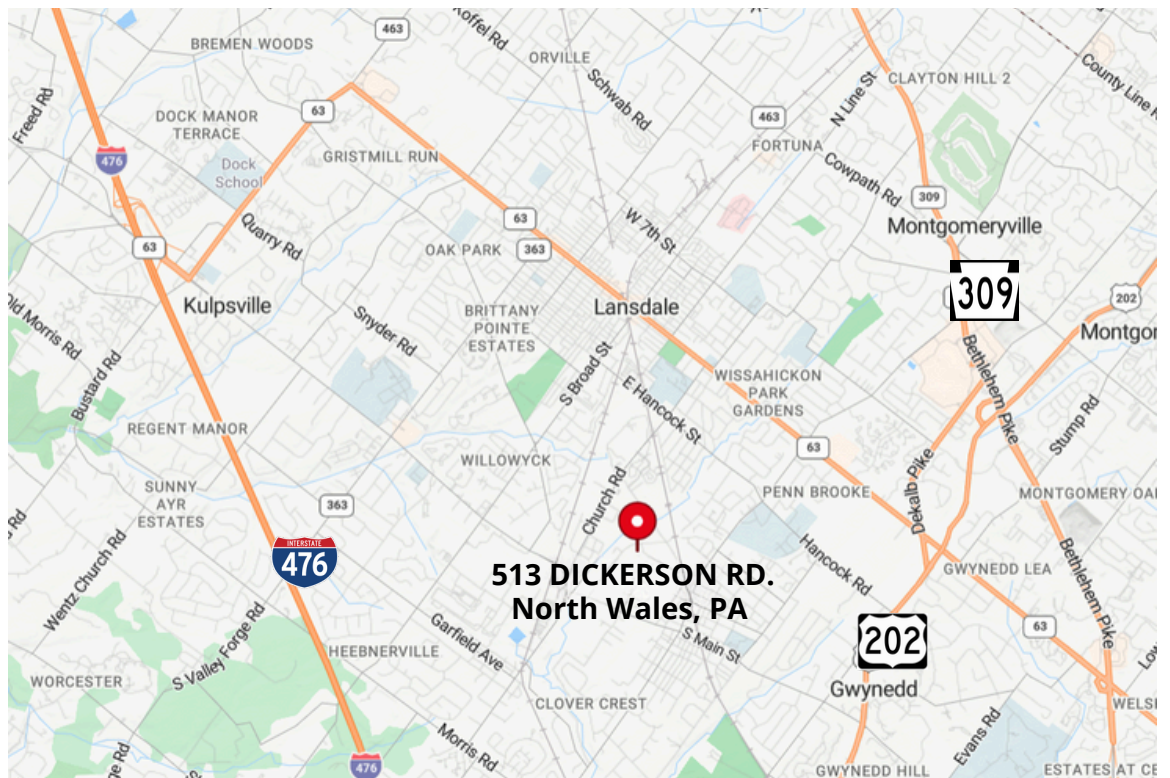 463
Koffel Rd
BREMEN WOODS
ORVILLE
CLAYTON HILL 2
County Line R
Freed Rd
Schwab Rd
N Line St
DOCK MANOR
TERRACE
63
463
FORTUNA
476
Dock
School
GRISTMILL RUN
Cowpath Rd
309
Quarry Rd
63
W 7th St
Montgomeryville
63
OAK PARK
363
309
202
Kulpsville
Lansdale
Old Morris Rd
Snyder Rd
BRITTANY
POINTE
ESTATES
Montgor
Bethlehem Pike
Bustard Rd
S Broad St
E Hancock St
WISSAHICKON
PARK
GARDENS
Stump Rd
REGENT MANOR
WILLOWYCK
63
Dekalb Pike
SUNNY
AYR
ESTATES
363
Church Rd
PENN BROOKE
MONTGOMERY OA
Rd
Wentz Church Rd
INTERSTATE
476
513 DICKERSON RD.
North Wales, PA
Hancock Rd
GWYNEDD LEA
Bethlehem Pike
S Valley Forge Rd
Garfield Ave
S Main St
202
63
HEEBNERVILLE
WORCESTER
Gwynedd
CLOVER CREST
WELSH
Morris Rd
Evans Rd
476
GWYNEDD HILL
ESTATES AT CE